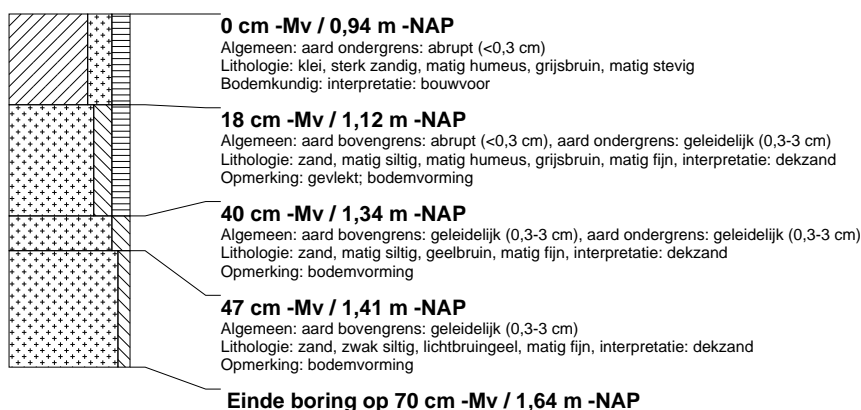 0 cm -Mv / 0,94 m -NAP
Algemeen: aard ondergrens: abrupt (<0,3 cm)
Lithologie: klei, sterk zandig, matig humeus, grijsbruin, matig stevig
Bodemkundig: interpretatie: bouwvoor
18 cm -Mv / 1,12 m -NAP
Algemeen: aard bovengrens: abrupt (<0,3 cm), aard ondergrens: geleidelijk (0,3-3 cm)
Lithologie: zand, matig siltig, matig humeus, grijsbruin, matig fijn, interpretatie: dekzand
Opmerking: gevlekt; bodemvorming
40 cm -Mv / 1,34 m -NAP
Algemeen: aard bovengrens: geleidelijk (0,3-3 cm), aard ondergrens: geleidelijk (0,3-3 cm)
Lithologie: zand, matig siltig, geelbruin, matig fijn, interpretatie: dekzand
Opmerking: bodemvorming
47 cm -Mv / 1,41 m -NAP
Algemeen: aard bovengrens: geleidelijk (0,3-3 cm)
Lithologie: zand, zwak siltig, lichtbruingeel, matig fijn, interpretatie: dekzand
Opmerking: bodemvorming
Einde boring op 70 cm -Mv / 1,64 m -NAP